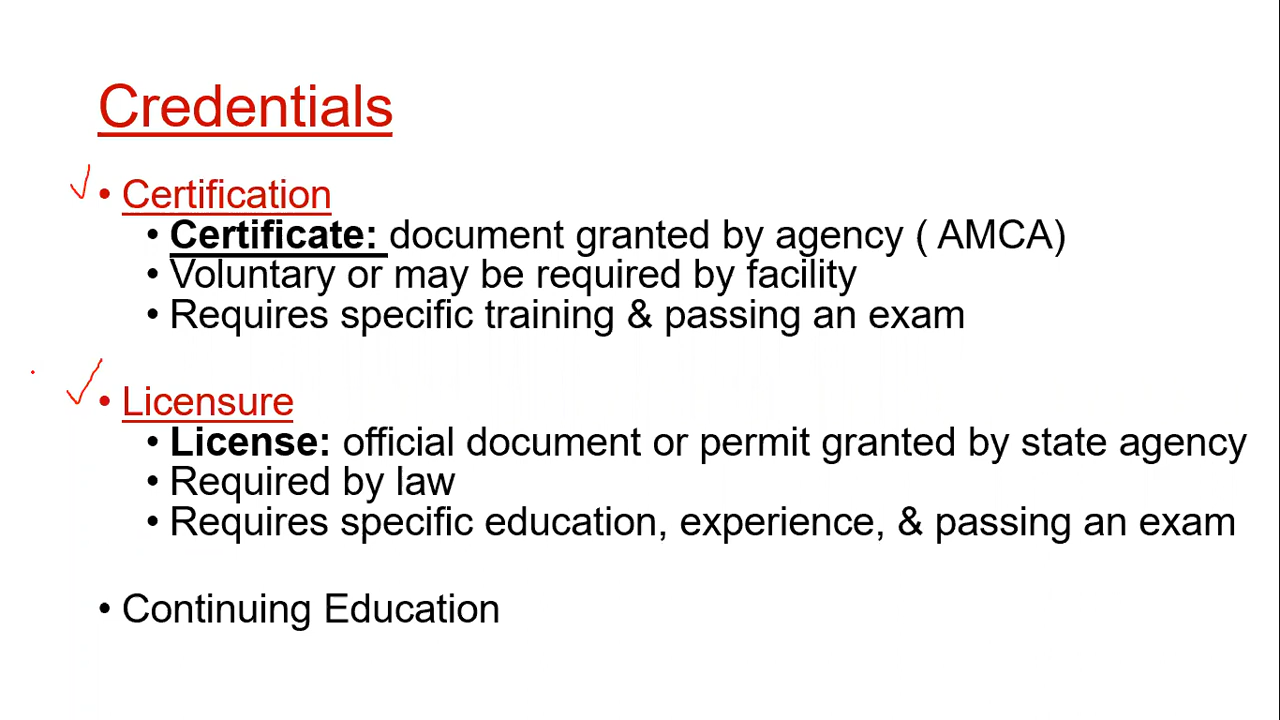 Credentials
• Certification
• Certificate: document granted by agency ( AMCA)
• Voluntary or may be required by facility
• Requires specific training & passing an exam
• Licensure
• License: official document or permit granted by state agency
• Required by law
• Requires specific education, experience, & passing an exam
• Continuing Education